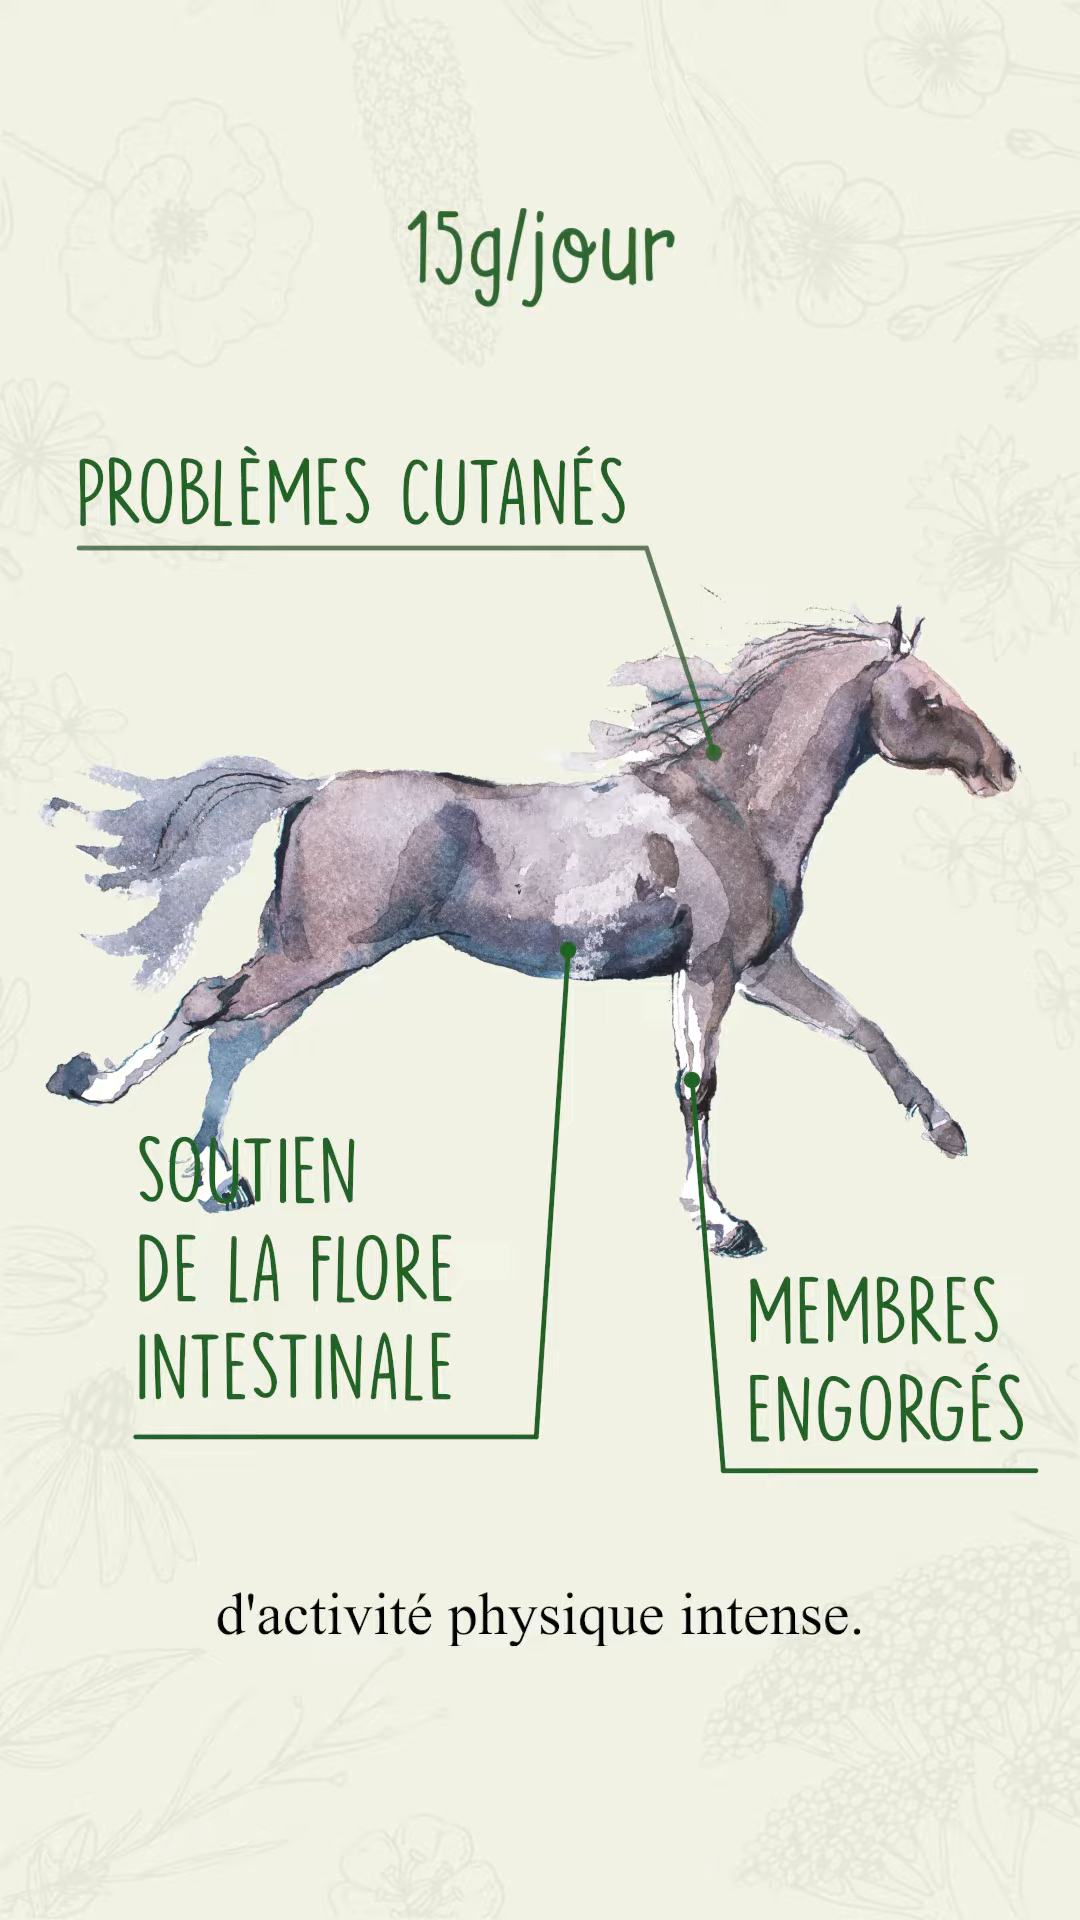 15g/jour
PROBLÈMES CUTANÉS
SOUTIEN
DE LA FLORE
INTESTINALE
MEMBRES
ENGORGÉS
d'activité physique intense.